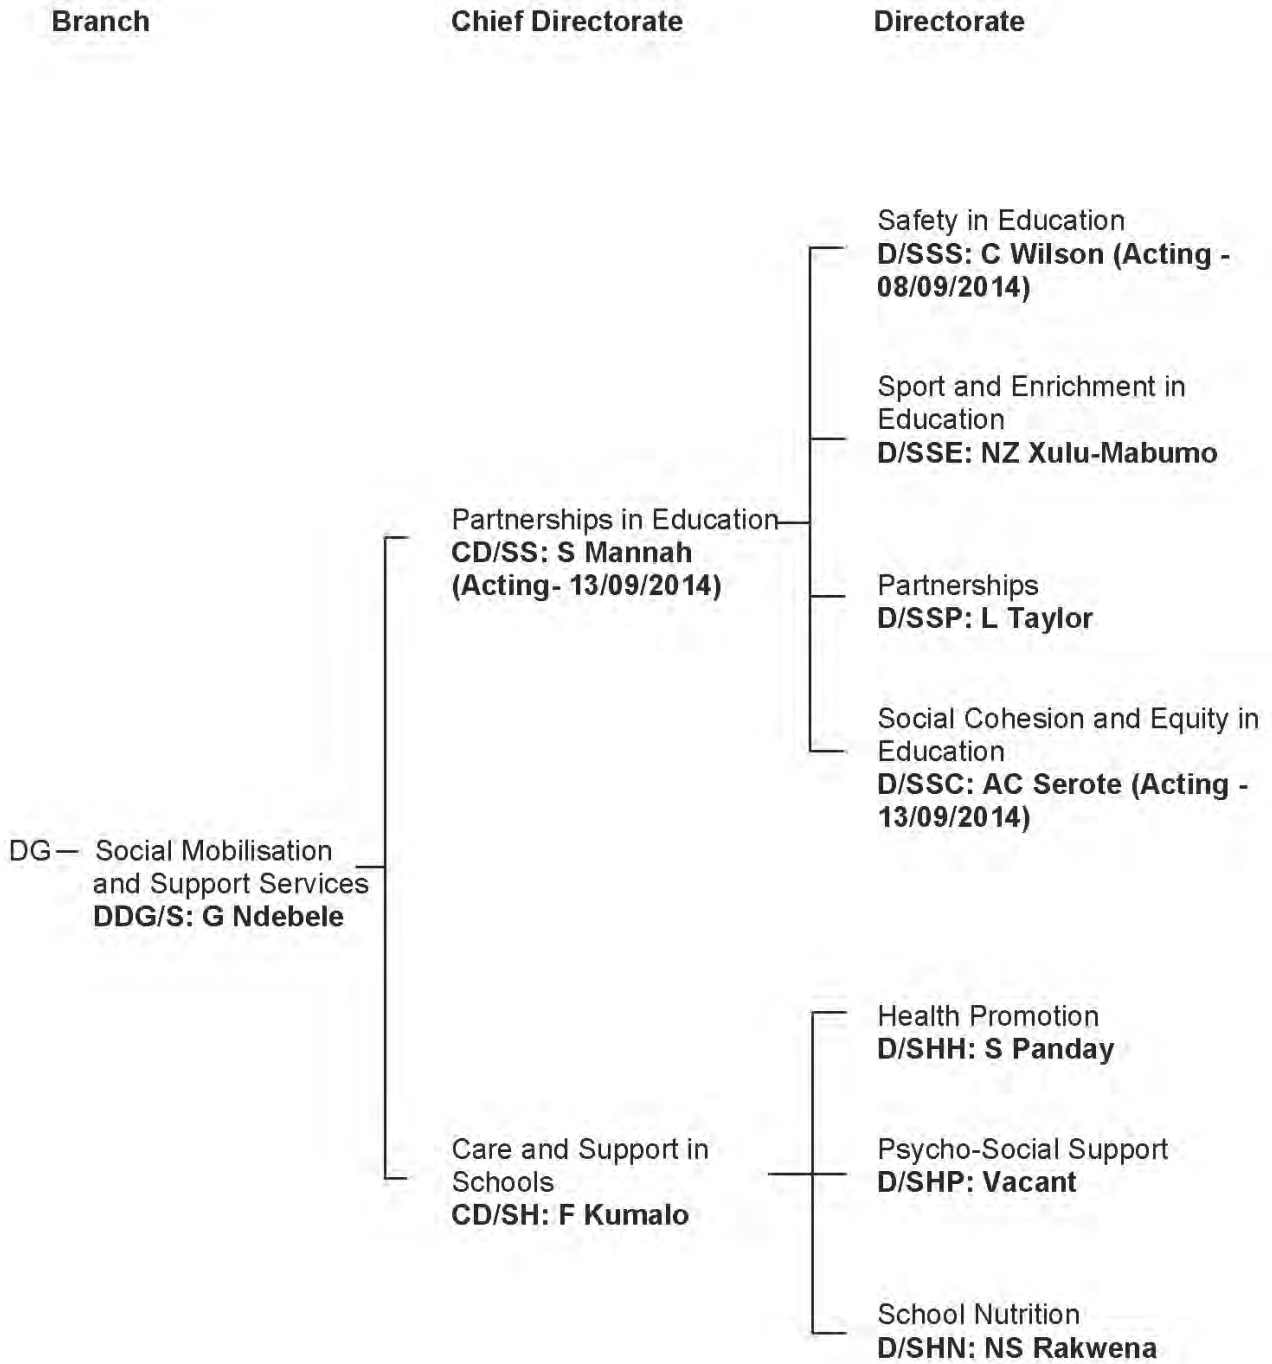 Branch
Chief Directorate
Directorate
Safety in Education
D/SSS: C Wilson (Acting -
08/09/2014)
Sport and Enrichment in
Education
D/SSE: NZ Xulu-Mabumo
Partnerships in Education
CD/SS: S Mannah
(Acting- 13/09/2014)
Partnerships
D/SSP: L Taylor
Social Cohesion and Equity in
Education
D/SSC: AC Serote (Acting -
13/09/2014)
DG — Social Mobilisation
and Support Services
DDG/S: G Ndebele
Health Promotion
D/SHH: S Panday
Care and Support in
Schools
CD/SH: F Kumalo
Psycho-Social Support
D/SHP: Vacant
School Nutrition
D/SHN: NS Rakwena